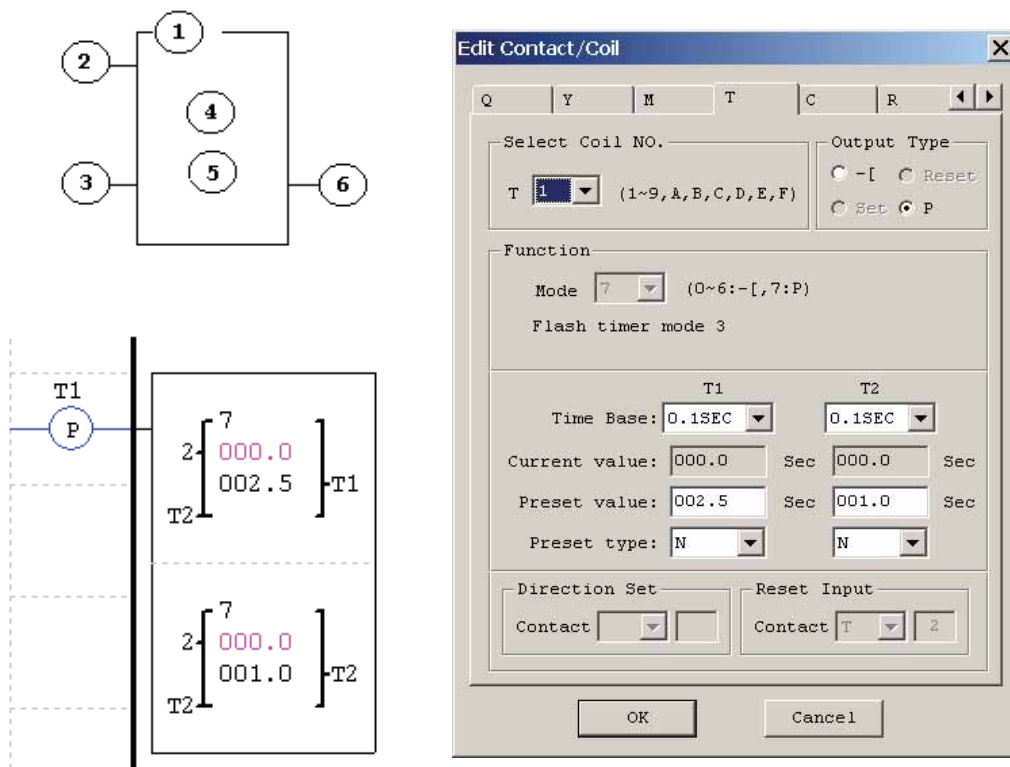 1
2
4
3
5
6
T1
P
7
2
000.0
002.5
T1
T2
7
2
000.0
001.0
T2
T2
Edit Contact/Coil
Q Y M T C R
Select Coil NO.
T 1 (1~9,A,B,C,D,E,F)
Output Type
-[ Reset
Set P
Function
Mode 7 (0~6:-[,7:P)
Flash timer mode 3
T1 T2
Time Base: 0.1SEC 0.1SEC
Current value: 000.0 Sec 000.0 Sec
Preset value: 002.5 Sec 001.0 Sec
Preset type: N N
Direction Set
Contact
Reset Input
Contact T 2
OK Cancel